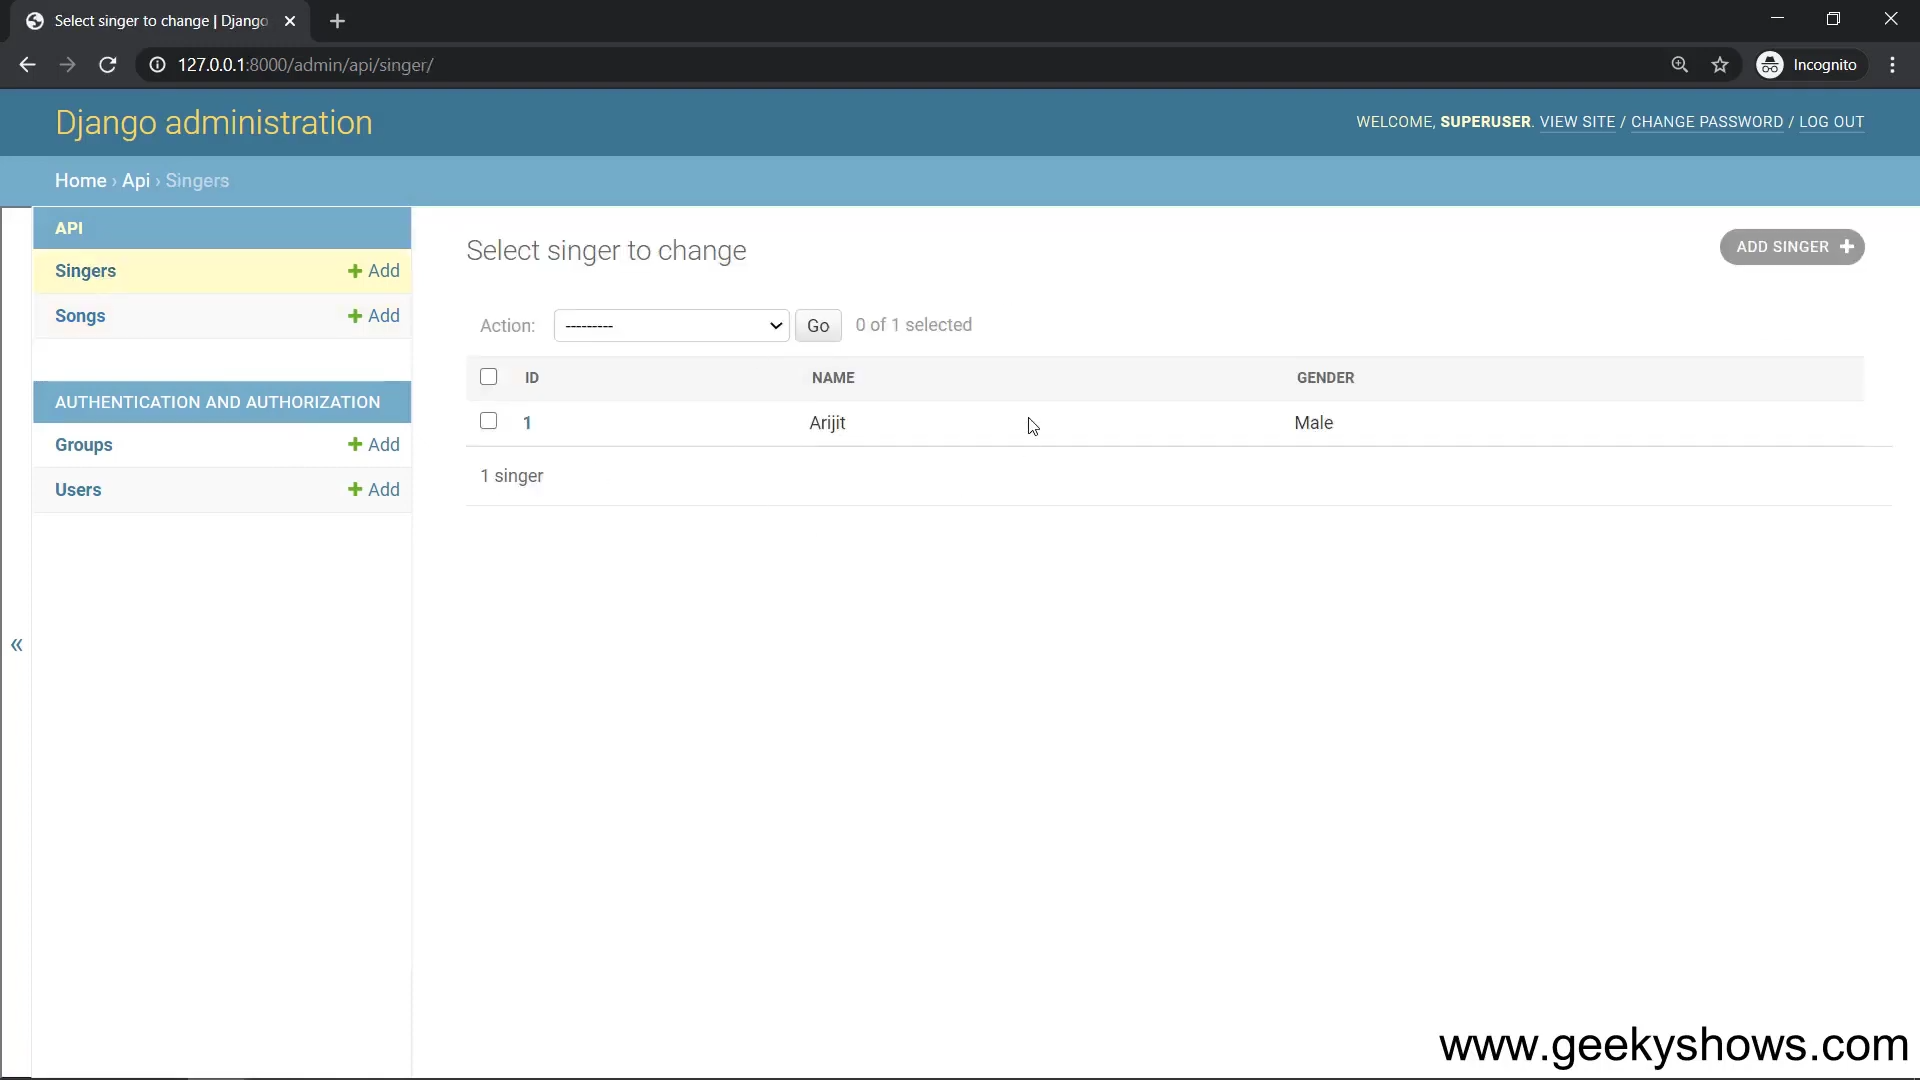 Select singer to change | Django
127.0.0.1:8000/admin/api/singer/
Incognito
Django administration
WELCOME, SUPERUSER. VIEW SITE / CHANGE PASSWORD / LOG OUT
Home › Api › Singers
API
Singers
Add
Songs
Add
AUTHENTICATION AND AUTHORIZATION
Groups
Add
Users
Add
«
Select singer to change
ADD SINGER
Action: --------- Go 0 of 1 selected
ID NAME GENDER
1 Arijit Male
1 singer
www.geekyshows.com